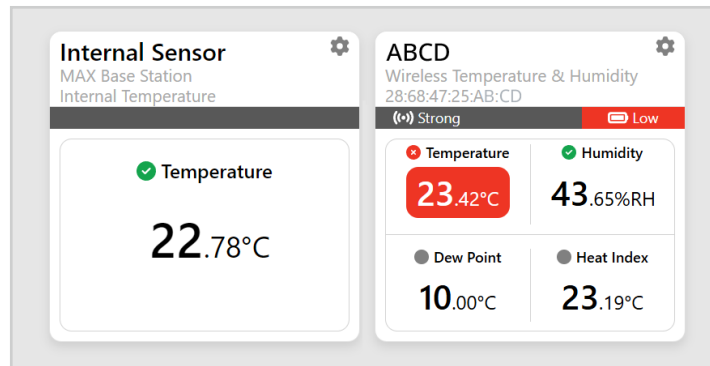 Internal Sensor
MAX Base Station
Internal Temperature
Temperature
22.78°C
ABCD
Wireless Temperature & Humidity
28:68:47:25:AB:CD
Strong
Low
Temperature
23.42°C
Humidity
43.65%RH
Dew Point
10.00°C
Heat Index
23.19°C